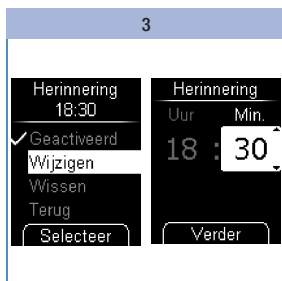 3
Herinnering
18:30
✓ Geactiveerd
Wijzigen
Wissen
Terug
Selecteer
Herinnering
Uur Min.
18 : 30
Verder